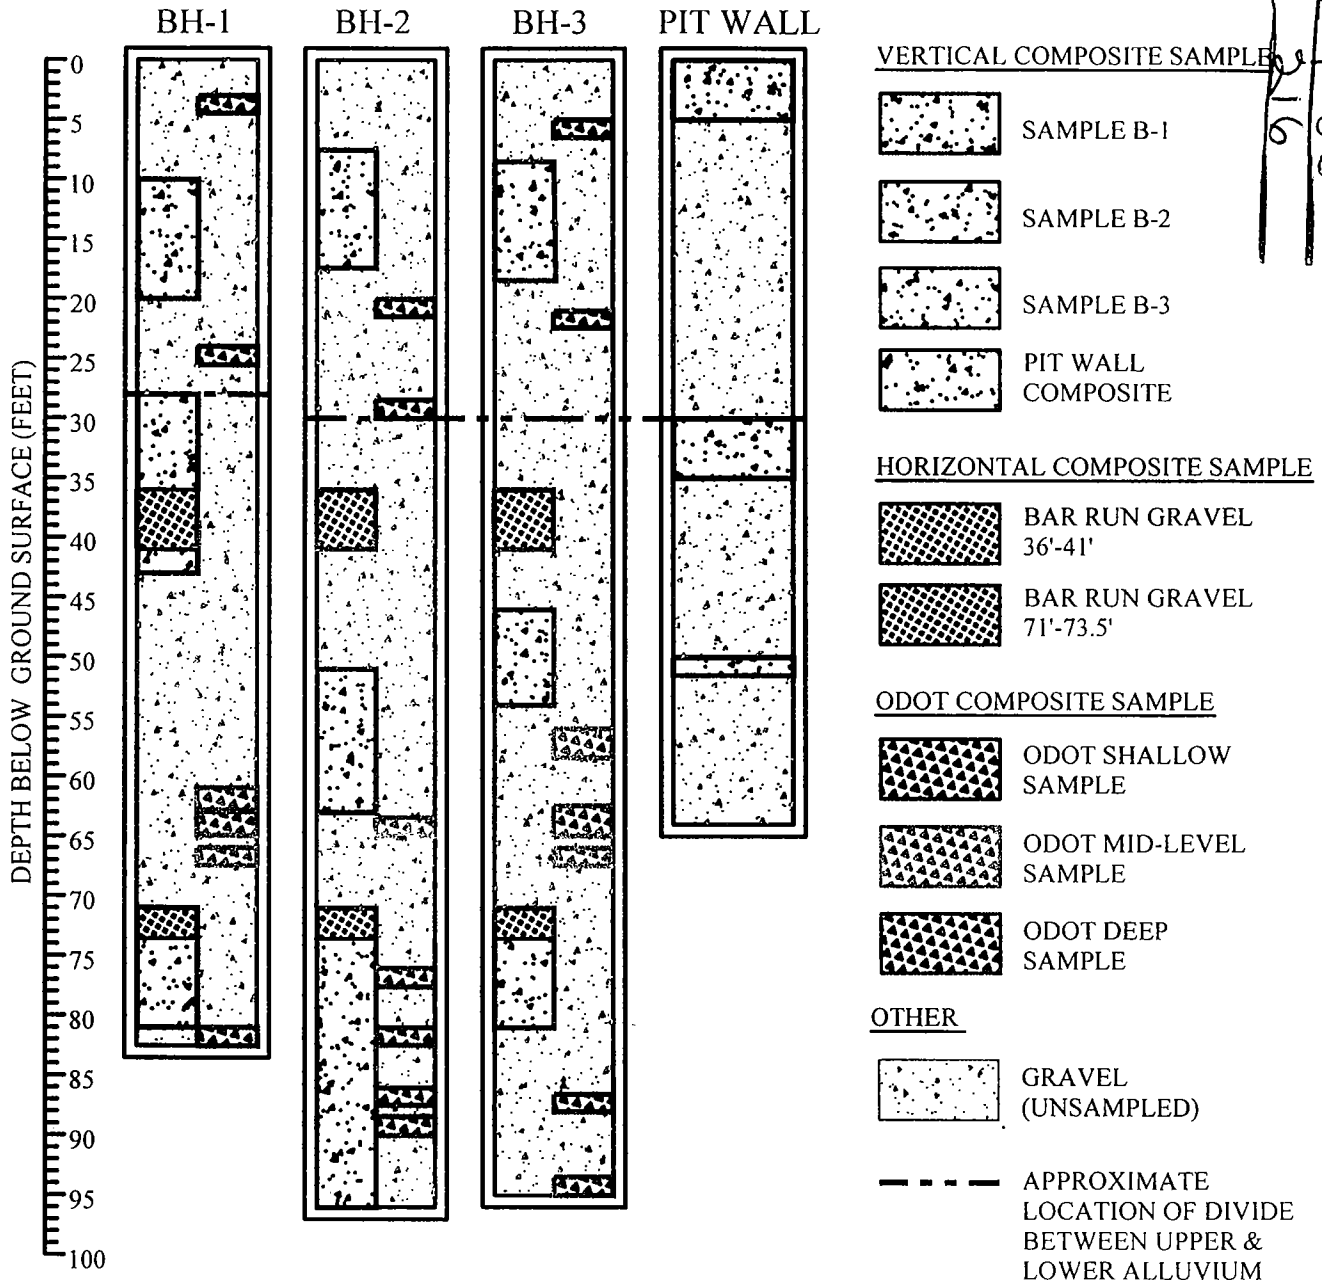 BH-1 BH-2 BH-3 PIT WALL
DEPTH BELOW GROUND SURFACE (FEET)
0
5
10
15
20
25
30
35
40
45
50
55
60
65
70
75
80
85
90
95
100
VERTICAL COMPOSITE SAMPLE
SAMPLE B-1
SAMPLE B-2
SAMPLE B-3
PIT WALL
COMPOSITE
HORIZONTAL COMPOSITE SAMPLE
BAR RUN GRAVEL
36'-41'
BAR RUN GRAVEL
71'-73.5'
ODOT COMPOSITE SAMPLE
ODOT SHALLOW
SAMPLE
ODOT MID-LEVEL
SAMPLE
ODOT DEEP
SAMPLE
OTHER
GRAVEL
(UNSAMPLED)
APPROXIMATE
LOCATION OF DIVIDE
BETWEEN UPPER &
LOWER ALLUVIUM